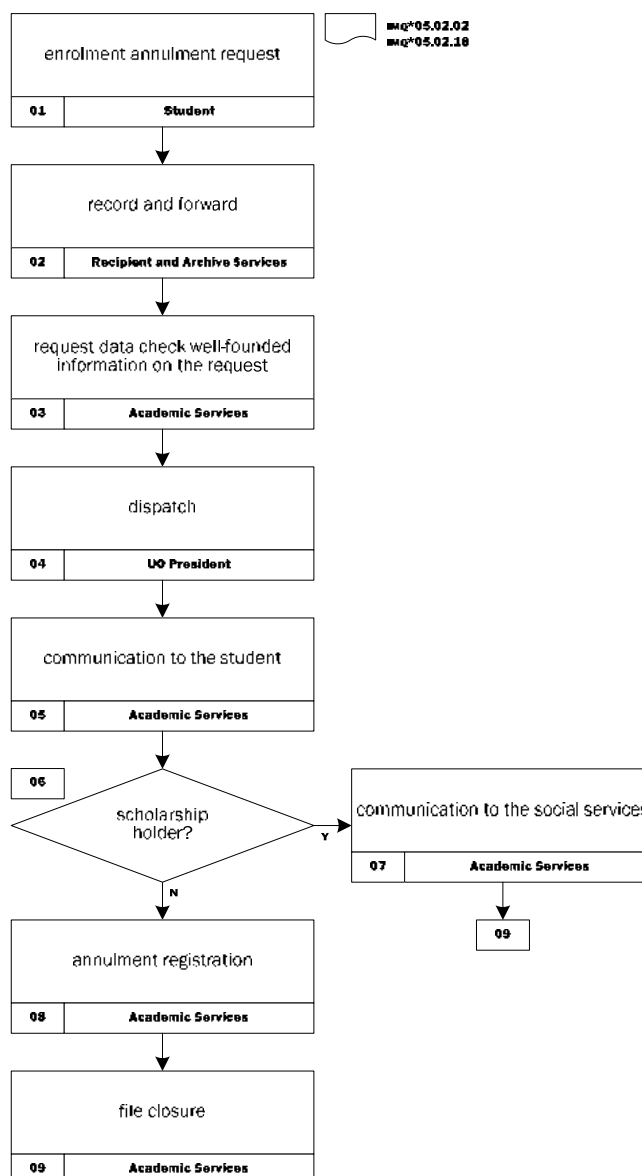 enrolment annulment request
01 Student
IMQ*05.02.02
IMQ*05.02.18
record and forward
02 Recipient and Archive Services
request data check well-founded
information on the request
03 Academic Services
dispatch
04 UO President
communication to the student
05 Academic Services
06
scholarship
holder?
Y
N
communication to the social services
07 Academic Services
09
annulment registration
08 Academic Services
file closure
09 Academic Services